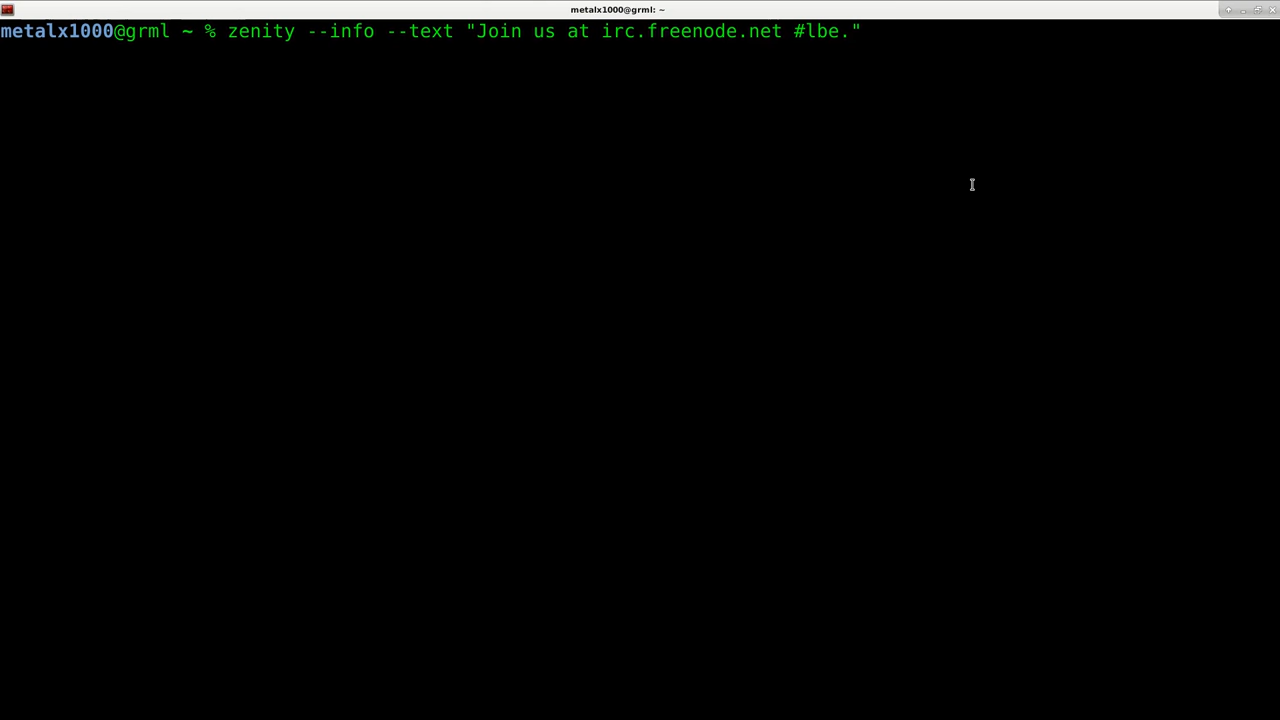 metalx1000@grml: ~
metalx1000@grml ~ % zenity --info --text "Join us at irc.freenode.net #lbe."